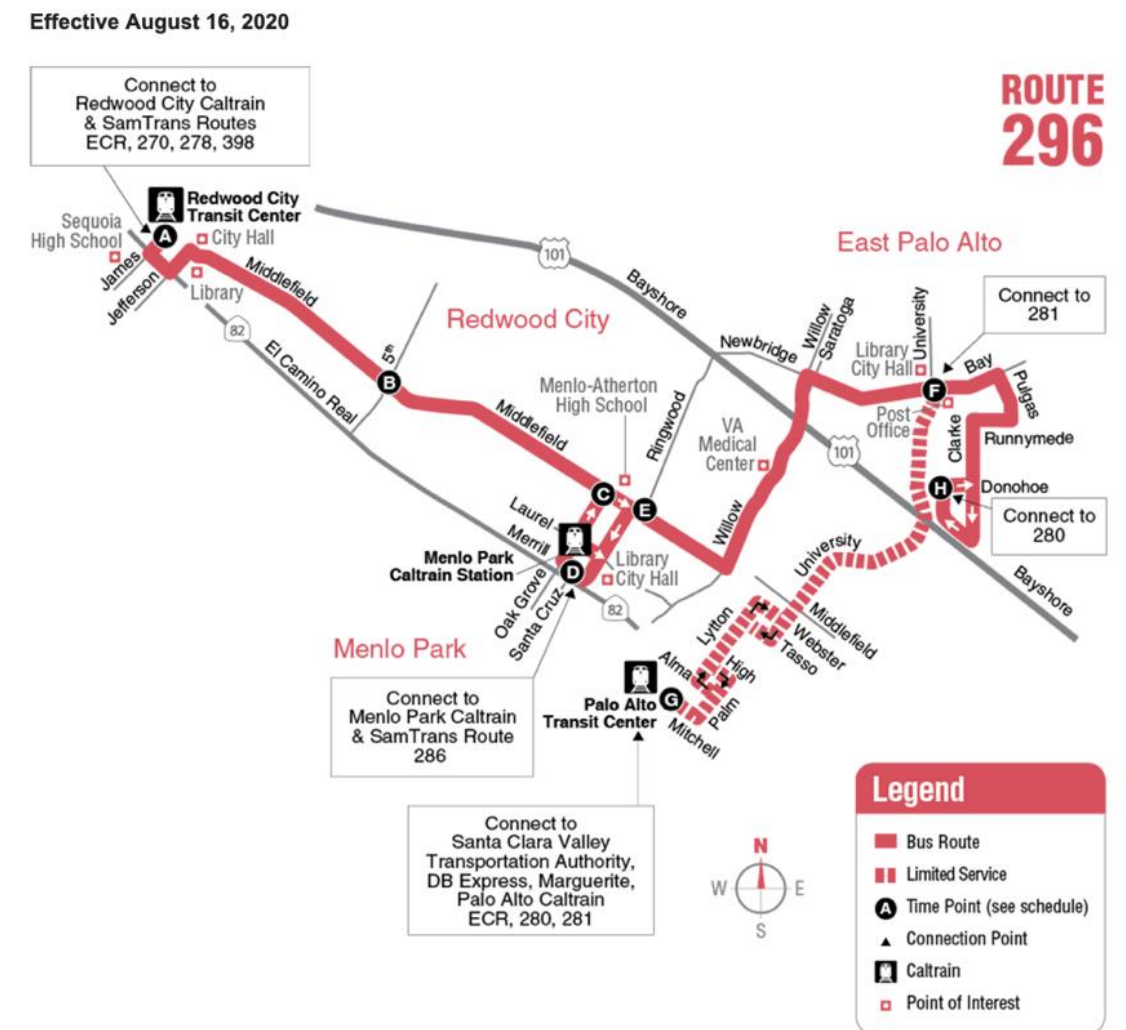 Effective August 16, 2020
Connect to
Redwood City Caltrain
& SamTrans Routes
ECR, 270, 278, 398
ROUTE
296
Redwood City
Transit Center
Sequoia
High School
A
City Hall
James
Jefferson
Library
Middlefield
101
Bayshore
East Palo Alto
Connect to
281
82
El Camino Real
5th
B
Redwood City
Newbridge
Willow
Saratoga
University
Library
City Hall
F
Bay
Pulgas
Post
Office
Clarke
Runnymede
Menlo-Atherton
High School
Middlefield
Ringwood
VA
Medical
Center
101
C
E
H
Donohoe
Connect to
280
Laurel
Merrill
Menlo Park
Caltrain Station
D
Library
City Hall
Willow
Oak Grove
Santa Cruz
82
University
Bayshore
Middlefield
Menlo Park
Lytton
Webster
Tasso
Alma
High
Palm
G
Palo Alto
Transit Center
Mitchell
Connect to
Menlo Park Caltrain
& SamTrans Route
286
Connect to
Santa Clara Valley
Transportation Authority,
DB Express, Marguerite,
Palo Alto Caltrain
ECR, 280, 281
N
W
E
S
Legend
Bus Route
Limited Service
A
Time Point (see schedule)
Connection Point
Caltrain
Point of Interest